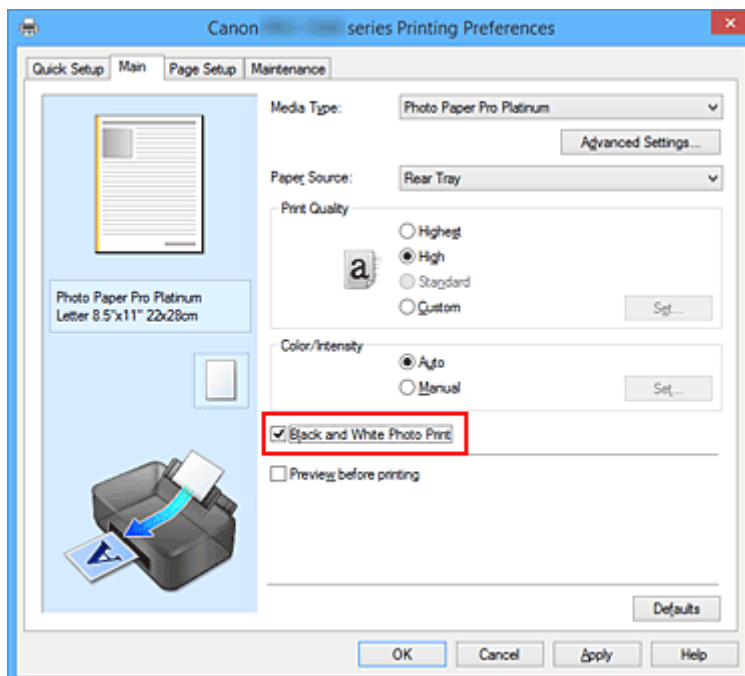 Canon series Printing Preferences
Quick Setup Main Page Setup Maintenance
Media Type: Photo Paper Pro Platinum
Advanced Settings...
Paper Source: Rear Tray
Print Quality
Highest
a High
Standard
Photo Paper Pro Platinum
Letter 8.5"x11" 22x28cm
Custom Set...
Color/Intensity
Auto
Manual Set...
Black and White Photo Print
Preview before printing
A
Defaults
OK Cancel Apply Help